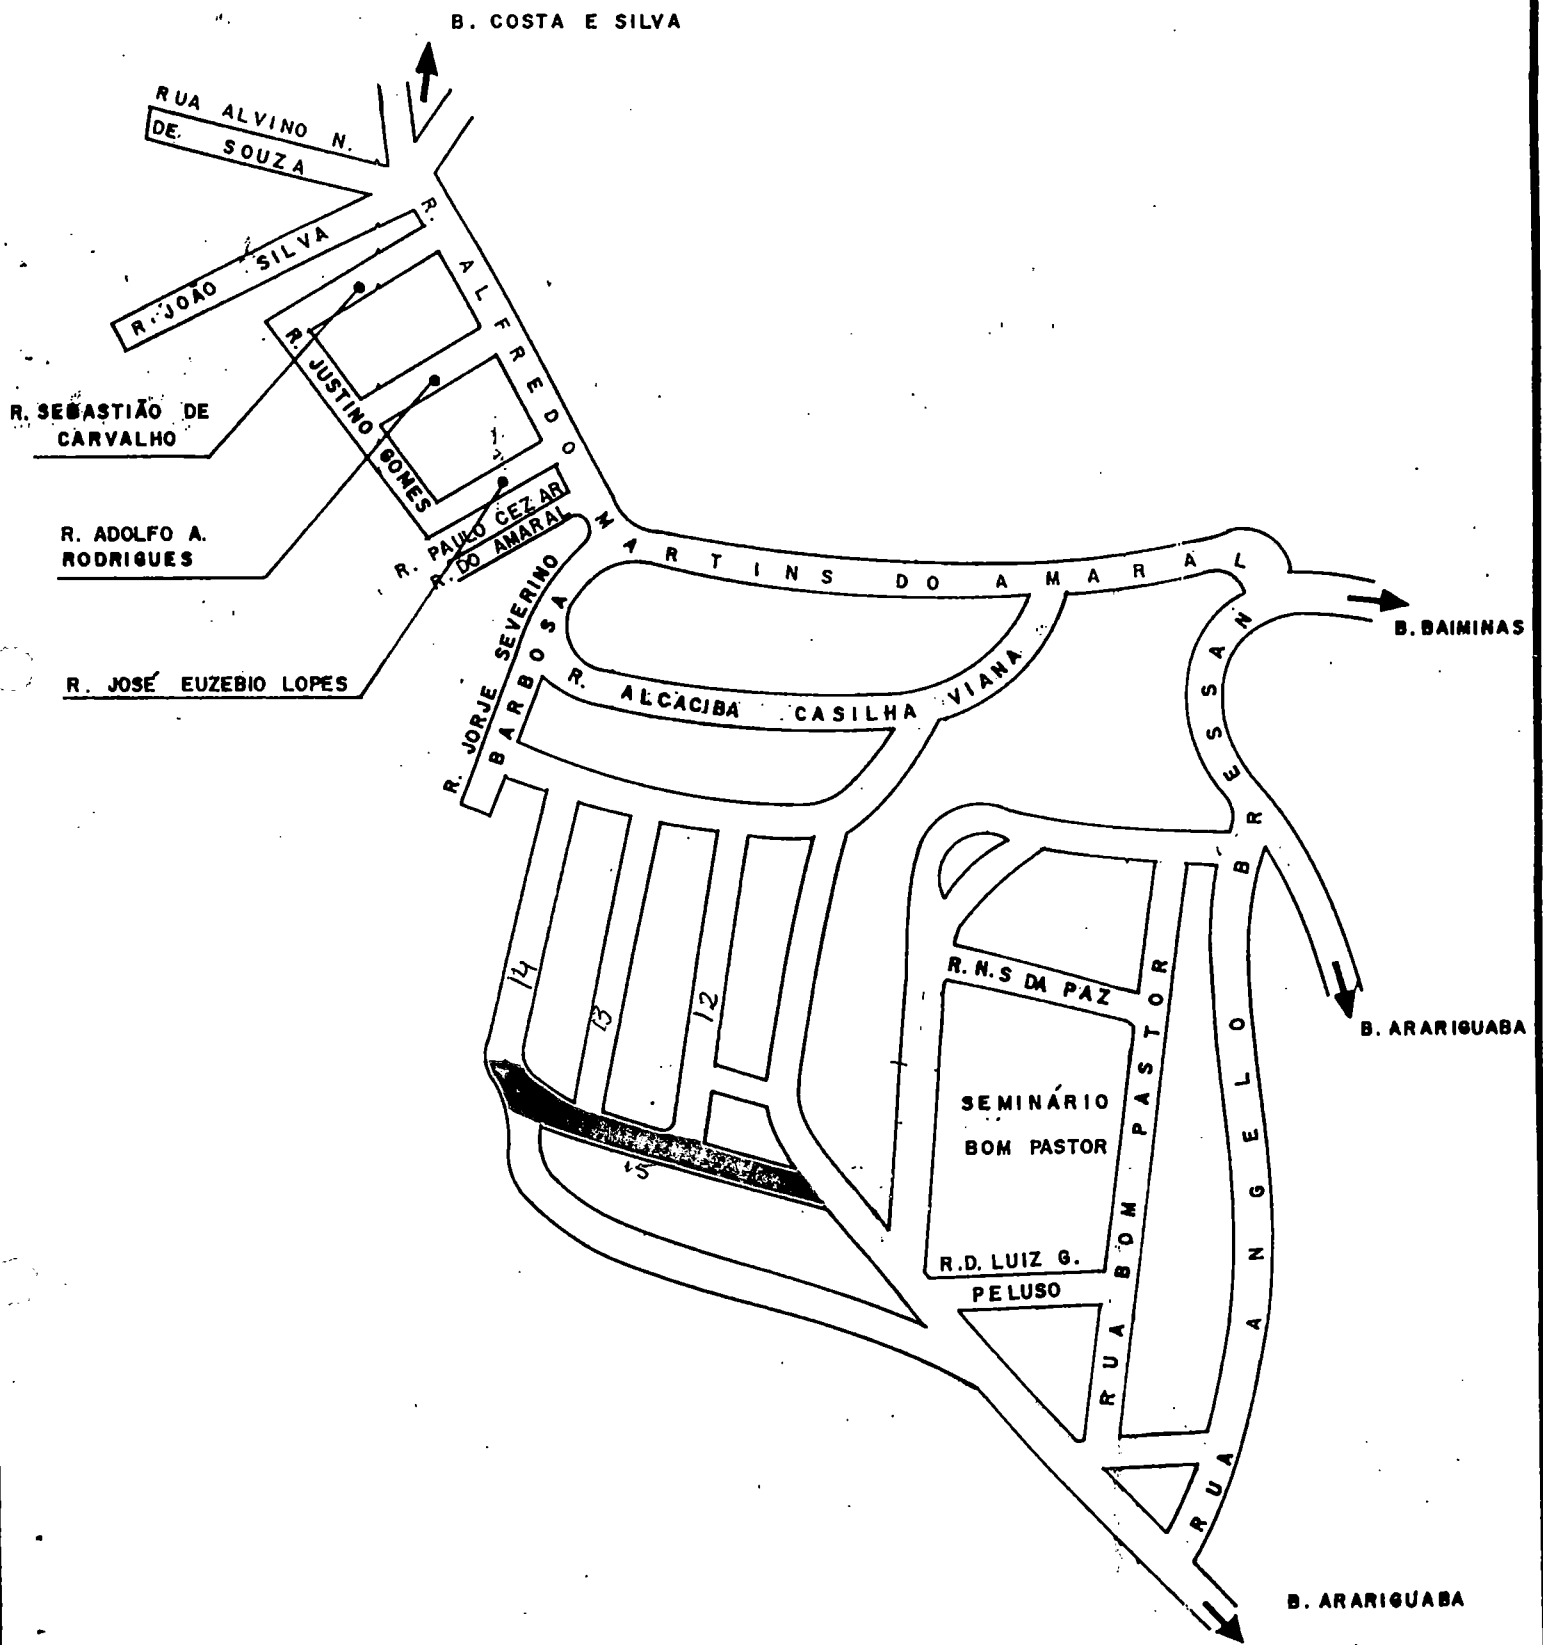 B. COSTA E SILVA
RUA ALVINO N.
DE. SOUZA
R. JOÃO SILVA
R. ALFREDO MARTINS DO AMARAL
R. JUSTINO GOMES
R. SEBASTIÃO DE
CARVALHO
R. ADOLFO A.
RODRIGUES
R. PAULO CEZAR
R. DO AMARAL
R. JOSÉ EUZEBIO LOPES
R. JORJE SEVERINO
BARBOSA
R. ALCACIBA CASILHA VIANA
B. BAIMINAS
RUA ANGELO BRESSAN
14
13
12
15
R. N. S DA PAZ
B. ARARIGUABA
SEMINÁRIO
BOM PASTOR
RUA BOM PASTOR
R. D. LUIZ G.
PELUSO
B. ARARIGUABA